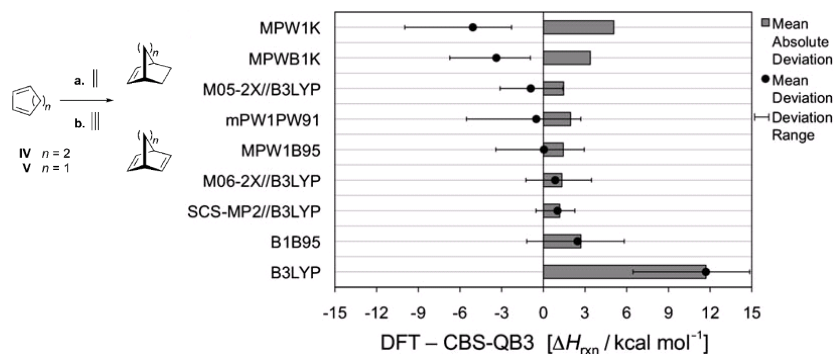 a.
b.
n
IV n = 2
V n = 1
n
n
MPW1K
MPWB1K
M05-2X//B3LYP
mPW1PW91
MPW1B95
M06-2X//B3LYP
SCS-MP2//B3LYP
B1B95
B3LYP
-15 -12 -9 -6 -3 0 3 6 9 12 15
DFT – CBS-QB3 [ΔHrxn / kcal mol⁻¹]
Mean
Absolute
Deviation
Mean
Deviation
Deviation
Range